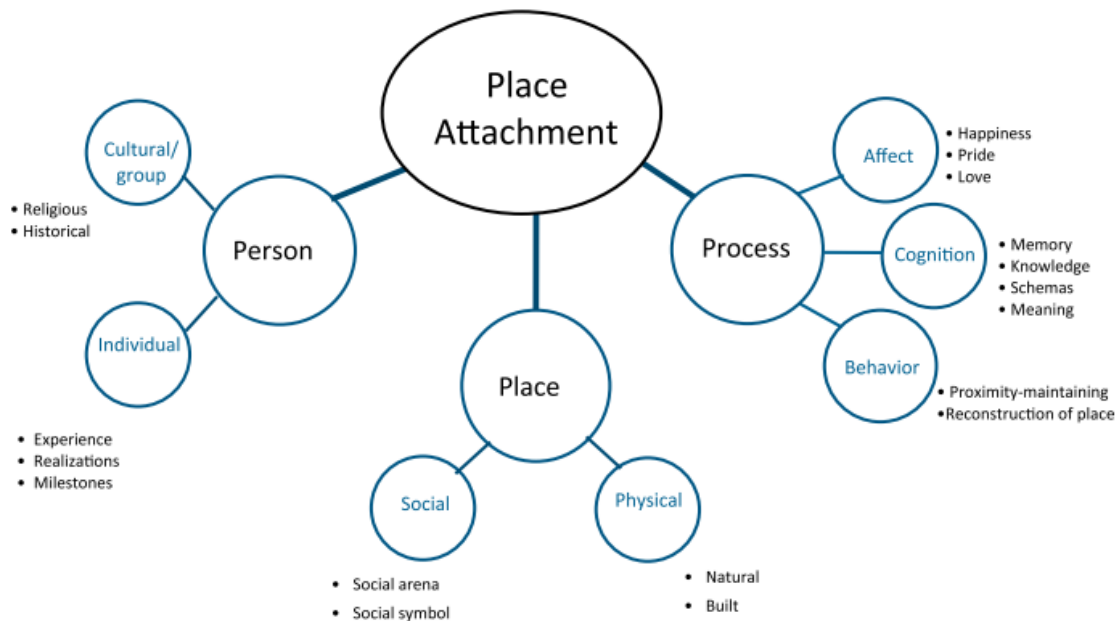 Place
Attachment
Cultural/
group
• Religious
• Historical
Person
Individual
• Experience
• Realizations
• Milestones
Place
Social
• Social arena
• Social symbol
Physical
• Natural
• Built
Process
Affect
• Happiness
• Pride
• Love
Cognition
• Memory
• Knowledge
• Schemas
• Meaning
Behavior
• Proximity-maintaining
•Reconstruction of place